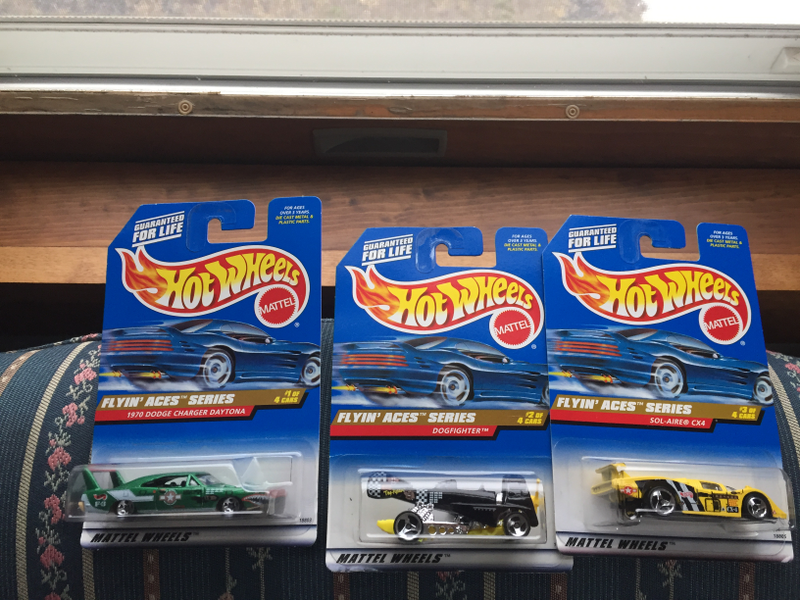 GUARANTEED
FOR LIFE
FOR AGES
OVER 3 YEARS.
DIE CAST METAL &
PLASTIC PARTS.
HOT WHEELS
MATTEL
®
FLYIN' ACES™ SERIES
#1 OF
4 CARS
1970 DODGE CHARGER DAYTONA
MATTEL WHEELS™
GUARANTEED
FOR LIFE
FOR AGES
OVER 3 YEARS.
DIE CAST METAL &
PLASTIC PARTS.
HOT WHEELS
MATTEL
®
FLYIN' ACES™ SERIES
#2 OF
4 CARS
DOGFIGHTER™
MATTEL WHEELS™
GUARANTEED
FOR LIFE
FOR AGES
OVER 3 YEARS.
DIE CAST METAL &
PLASTIC PARTS.
HOT WHEELS
MATTEL
®
FLYIN' ACES™ SERIES
#3 OF
4 CARS
SOL-AIRE® CX4
MATTEL WHEELS™